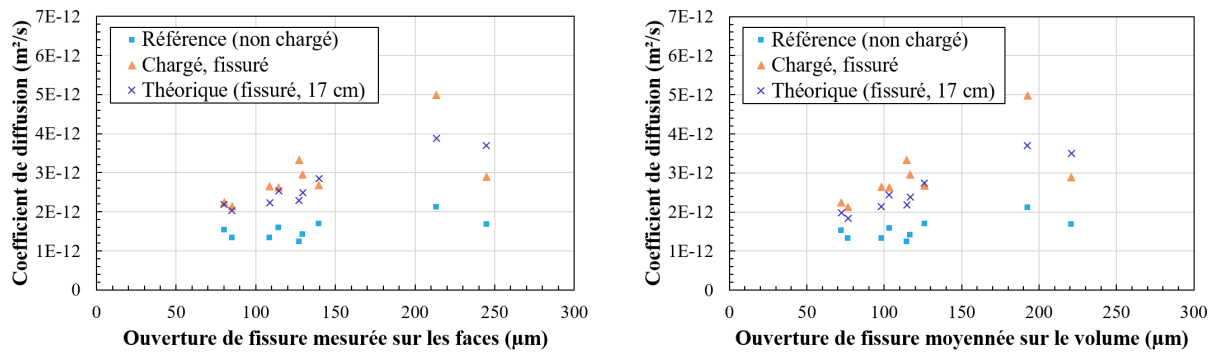 7E-12
6E-12
5E-12
4E-12
3E-12
2E-12
1E-12
0
Coefficient de diffusion (m²/s)
Référence (non chargé)
Chargé, fissuré
Théorique (fissuré, 17 cm)
0 50 100 150 200 250 300
Ouverture de fissure mesurée sur les faces (µm)
7E-12
6E-12
5E-12
4E-12
3E-12
2E-12
1E-12
0
Coefficient de diffusion (m²/s)
Référence (non chargé)
Chargé, fissuré
Théorique (fissuré, 17 cm)
0 50 100 150 200 250 300
Ouverture de fissure moyennée sur le volume (µm)